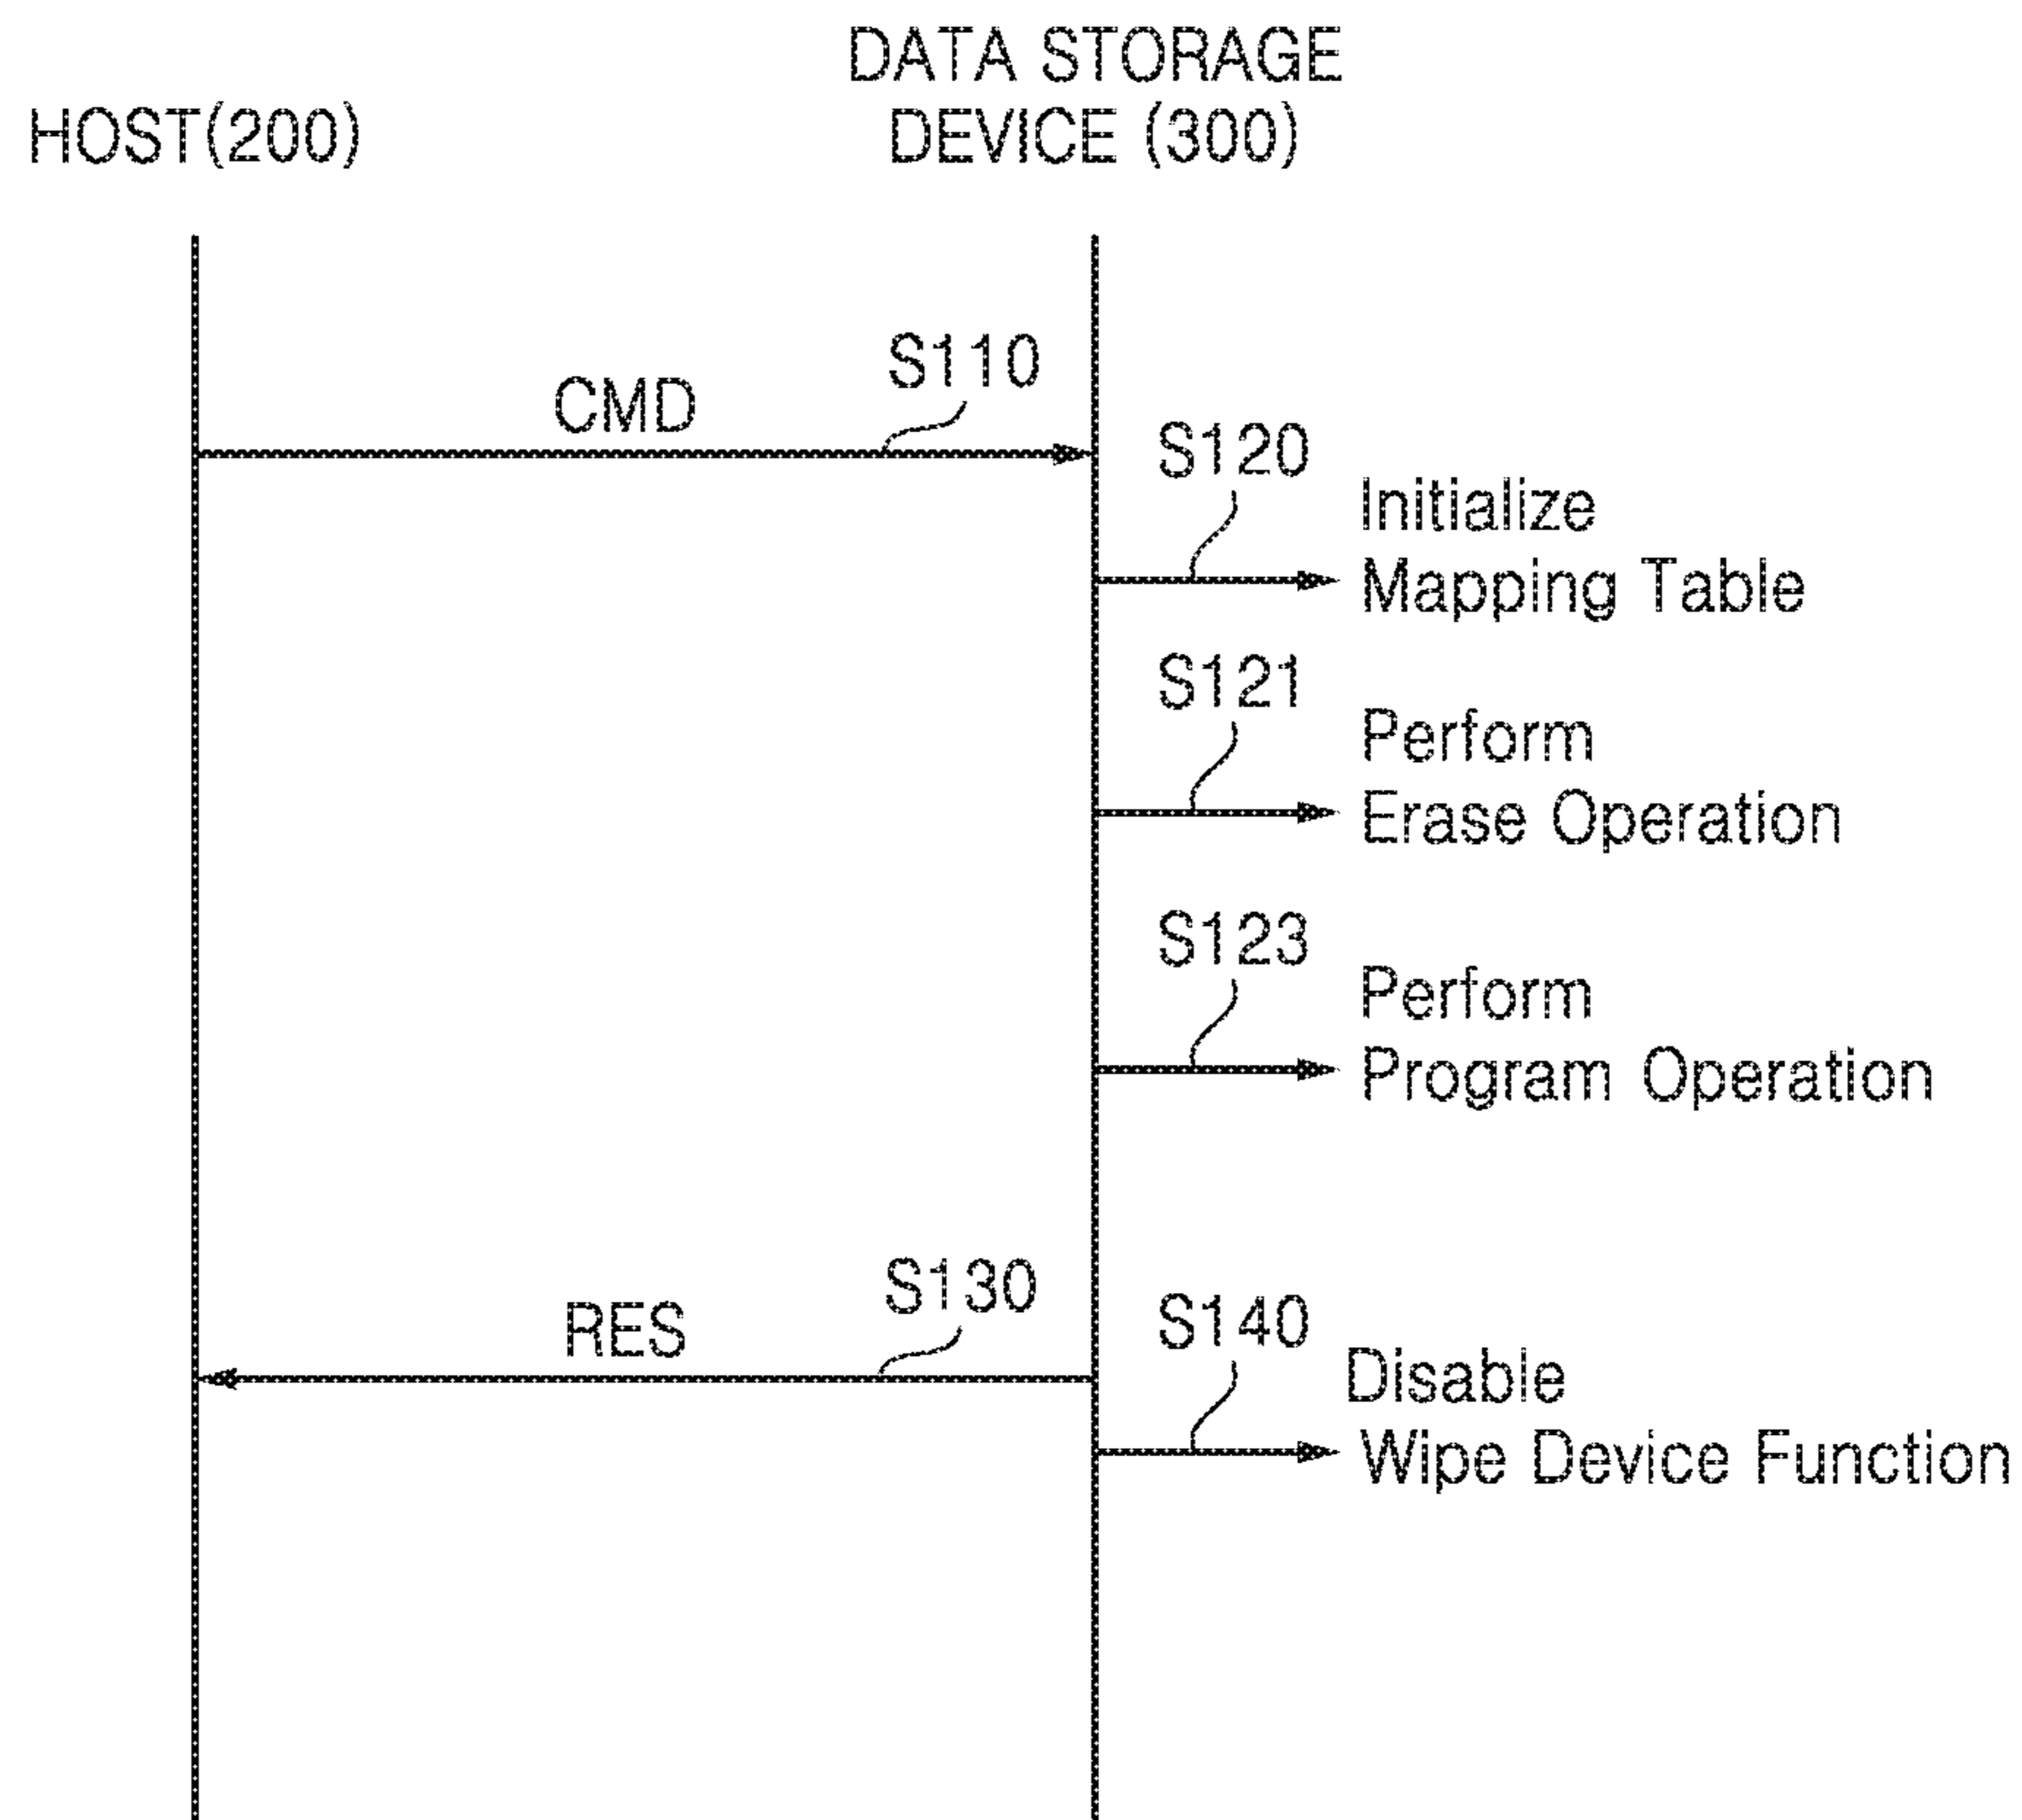 DATA STORAGE
HOST(200)
DEVICE (300)
S110
CMD
S120
Initialize
Mapping Table
S121
Perform
Erase Operation
S123
Perform
Program Operation
S130
RES
S140
Disable
Wipe Device Function